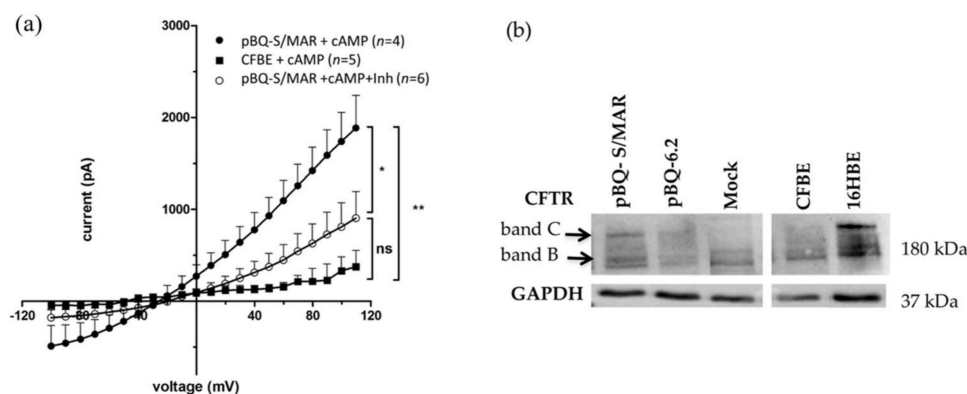 (a)
3000
pBQ-S/MAR + cAMP (n=4)
CFBE + cAMP (n=5)
pBQ-S/MAR +cAMP+Inh (n=6)
2000
1000
current (pA)
*
**
ns
-120
40
80
120
voltage (mV)
(b)
CFTR
pBQ- S/MAR
pBQ-6.2
Mock
CFBE
16HBE
band C
band B
180 kDa
GAPDH
37 kDa